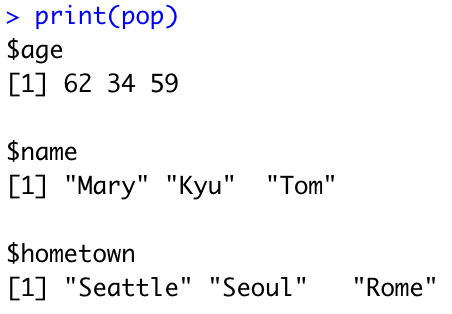 > print(pop)
$age
[1] 62 34 59
$name
[1] "Mary" "Kyu"  "Tom"
$hometown
[1] "Seattle" "Seoul"   "Rome"